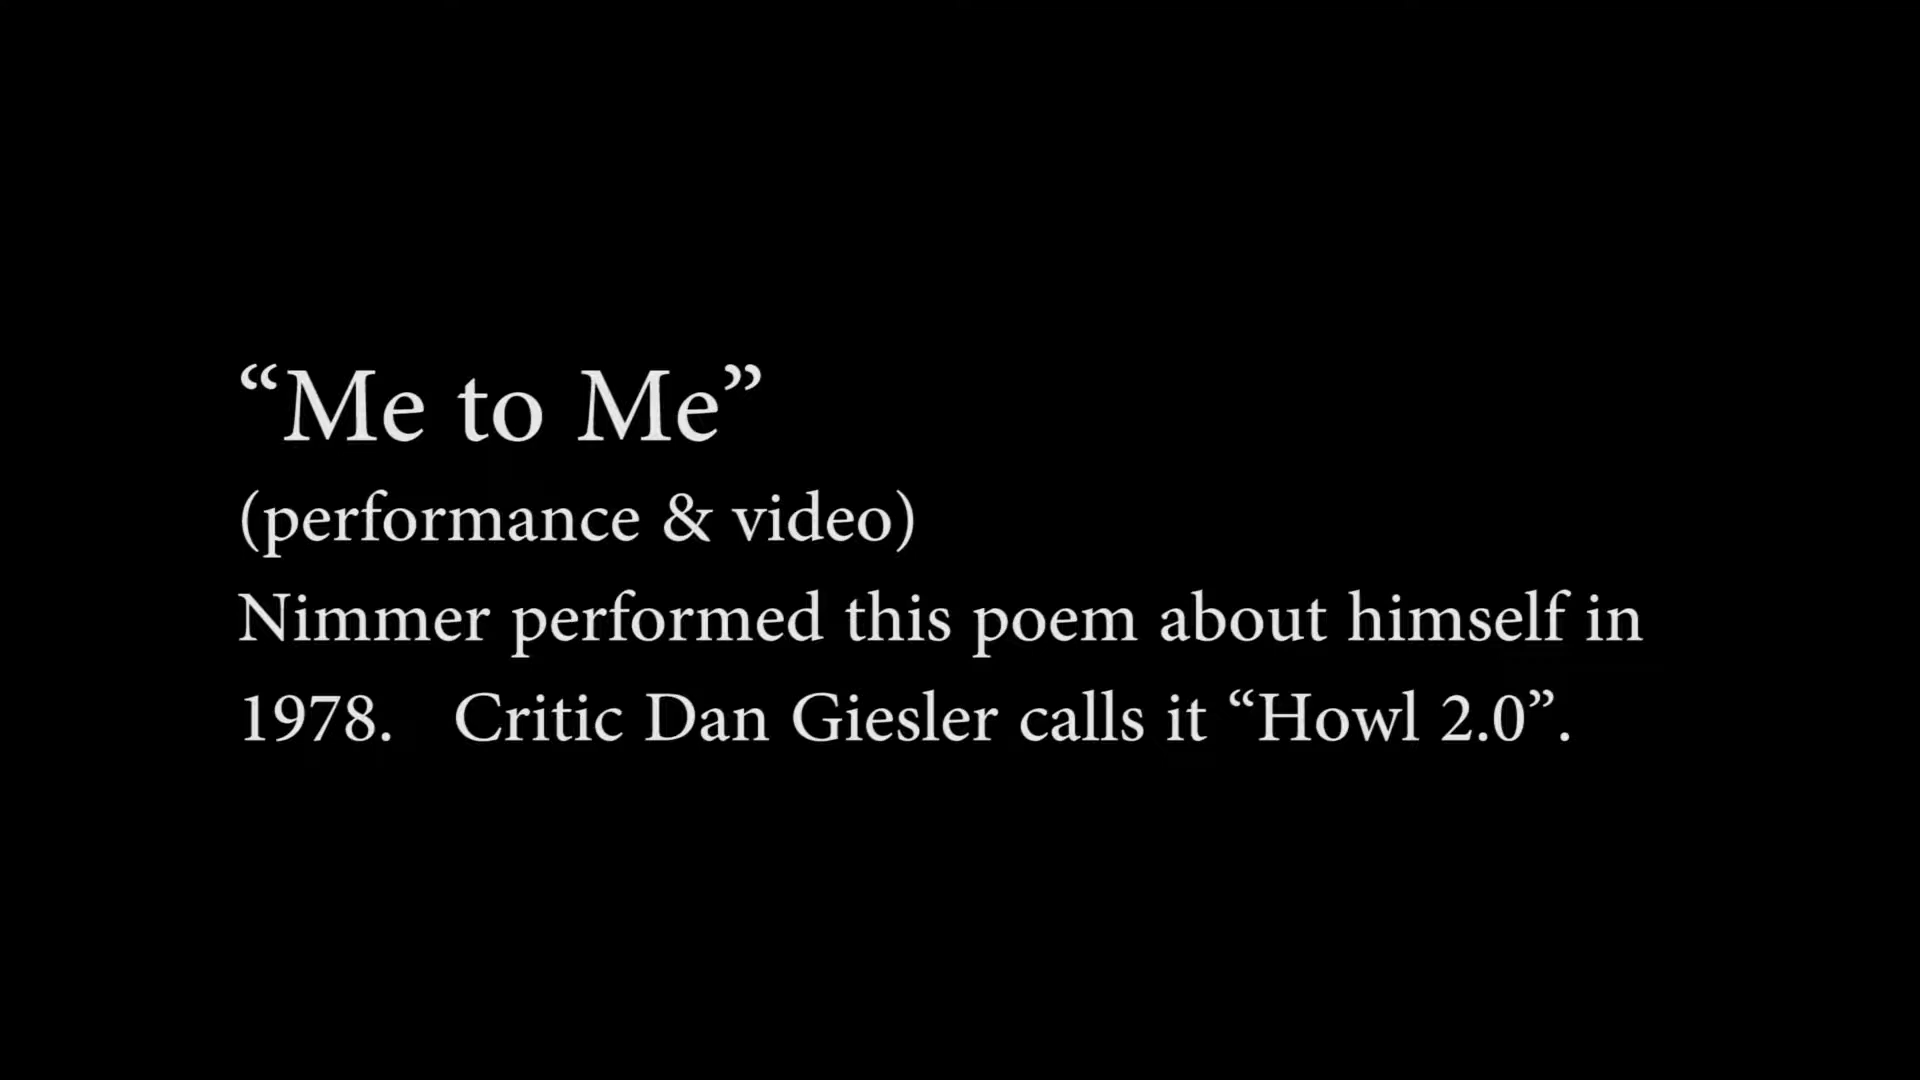 “Me to Me”
(performance & video)
Nimmer performed this poem about himself in
1978.   Critic Dan Giesler calls it “Howl 2.0”.